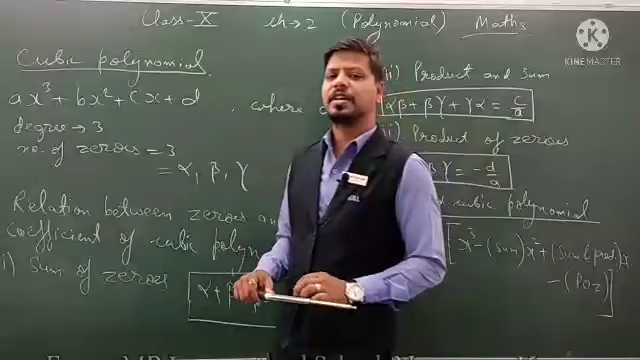 Class-X ch→2 (Polynomial) Maths
KINEMASTER
Cubic polynomial
ax³ + bx² + cx + d , where
degree → 3
no. of zeroes = 3
= α, β, γ
Relation between zeroes
coefficient of cubic polyn
i) Sum of zeroes
α + β
ii) Product and Sum
αβ + βγ + γα = c/a
Product of zeroes
βγ = -d/a
cubic polynomial
[x³ - (Sum)x² + (Sum & prod)x
- (POZ)]